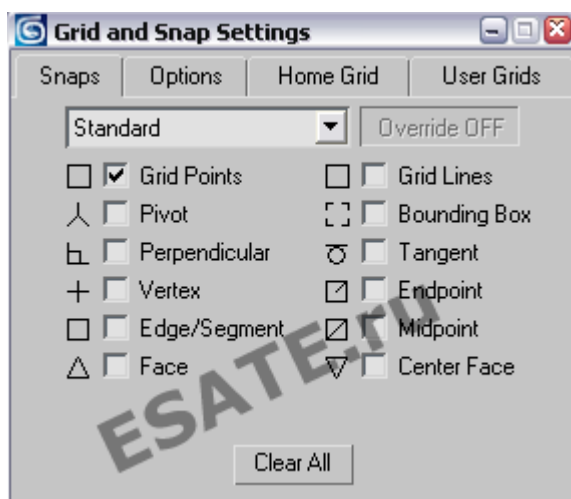 Grid and Snap Settings
Snaps Options Home Grid User Grids
Standard Override OFF
Grid Points Grid Lines
Pivot Bounding Box
Perpendicular Tangent
Vertex Endpoint
Edge/Segment Midpoint
Face Center Face
ESATE.ru
Clear All